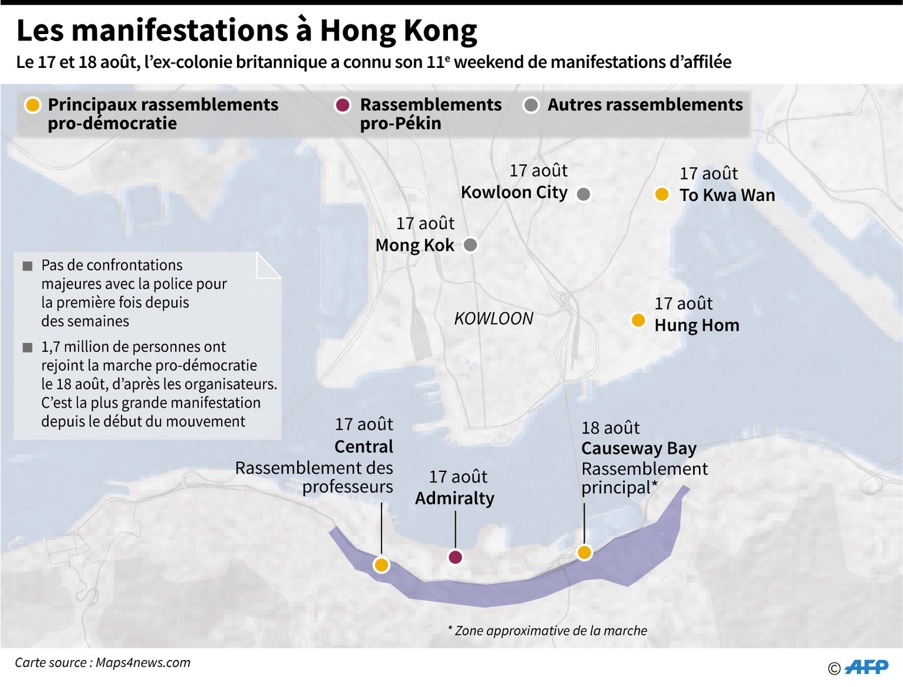 Les manifestations à Hong Kong
Le 17 et 18 août, l'ex-colonie britannique a connu son 11e weekend de manifestations d'affilée
Principaux rassemblements
pro-démocratie
Rassemblements
pro-Pékin
Autres rassemblements
17 août
Kowloon City
17 août
To Kwa Wan
17 août
Mong Kok
Pas de confrontations
majeures avec la police pour
la première fois depuis
des semaines
1,7 million de personnes ont
rejoint la marche pro-démocratie
le 18 août, d'après les organisateurs.
C'est la plus grande manifestation
depuis le début du mouvement
KOWLOON
17 août
Hung Hom
17 août
Central
Rassemblement des
professeurs
17 août
Admiralty
18 août
Causeway Bay
Rassemblement
principal*
* Zone approximative de la marche
Carte source : Maps4news.com
© AFP